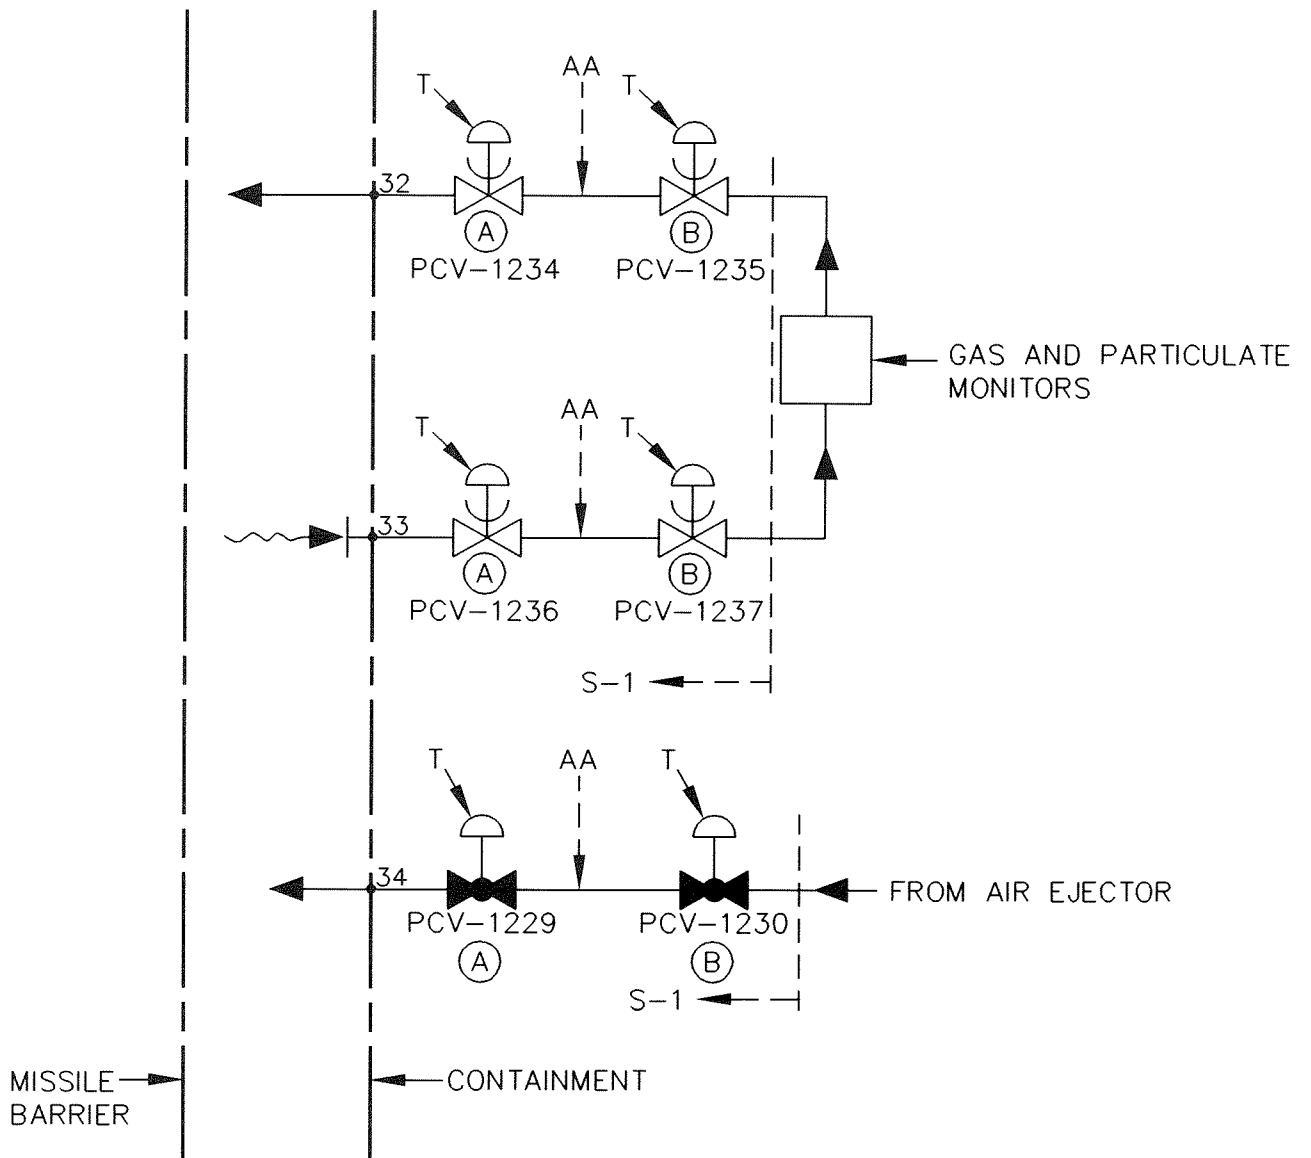 AA
T
T
32
A
B
PCV-1234
PCV-1235
GAS AND PARTICULATE
MONITORS
AA
T
T
33
A
B
PCV-1236
PCV-1237
S-1
T
AA
T
34
FROM AIR EJECTOR
PCV-1229
PCV-1230
A
B
S-1
MISSILE
BARRIER
CONTAINMENT